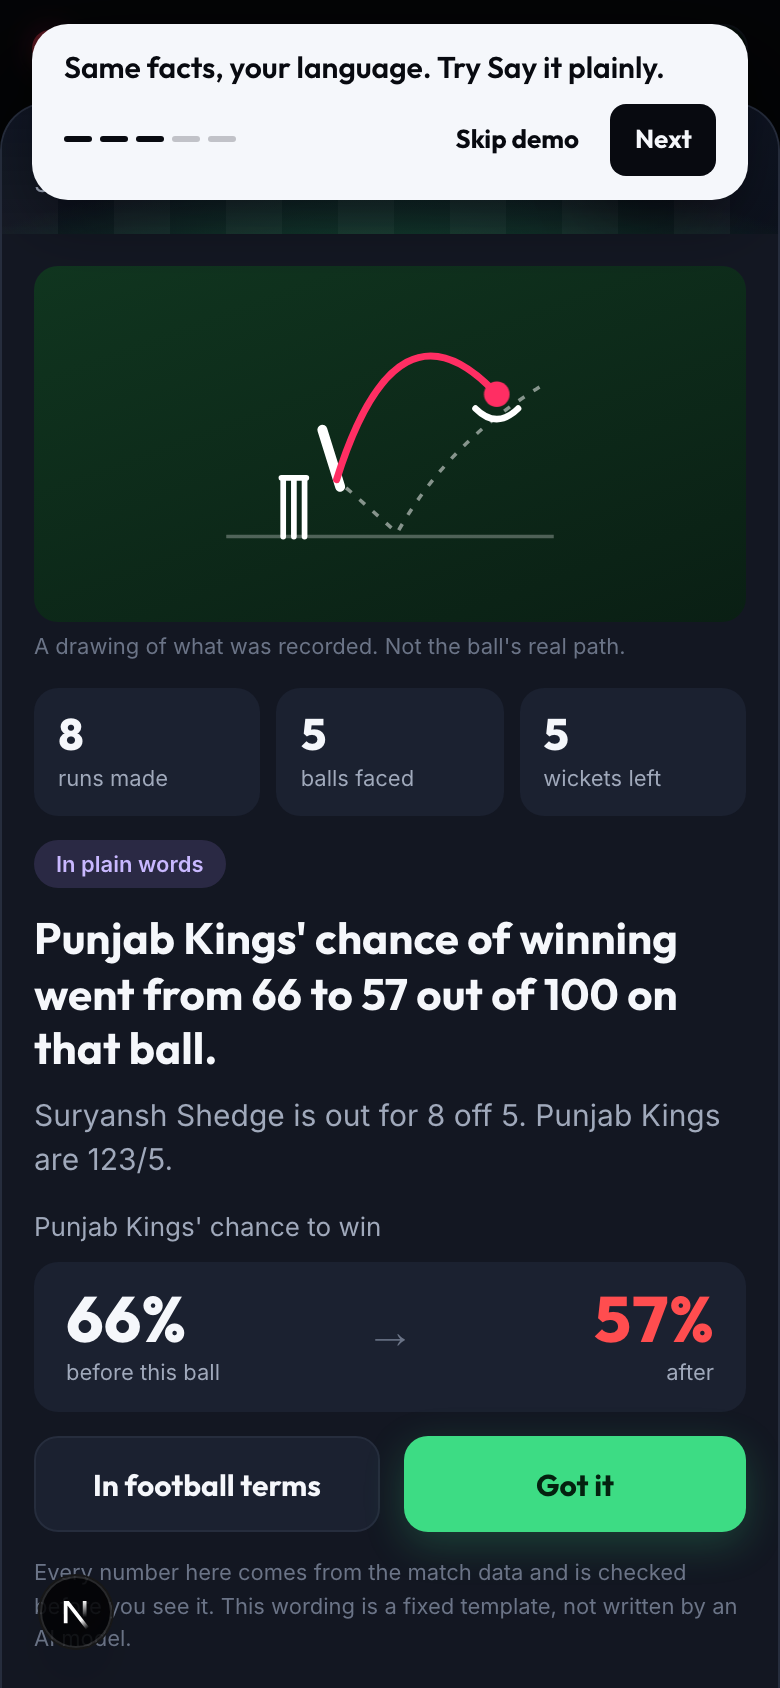 Same facts, your language. Try Say it plainly.
Skip demo
Next
A drawing of what was recorded. Not the ball's real path.
8
runs made
5
balls faced
5
wickets left
In plain words
Punjab Kings' chance of winning
went from 66 to 57 out of 100 on
that ball.
Suryansh Shedge is out for 8 off 5. Punjab Kings
are 123/5.
Punjab Kings' chance to win
66%
before this ball
→
57%
after
In football terms
Got it
Every number here comes from the match data and is checked
before you see it. This wording is a fixed template, not written by an
AI model.
N